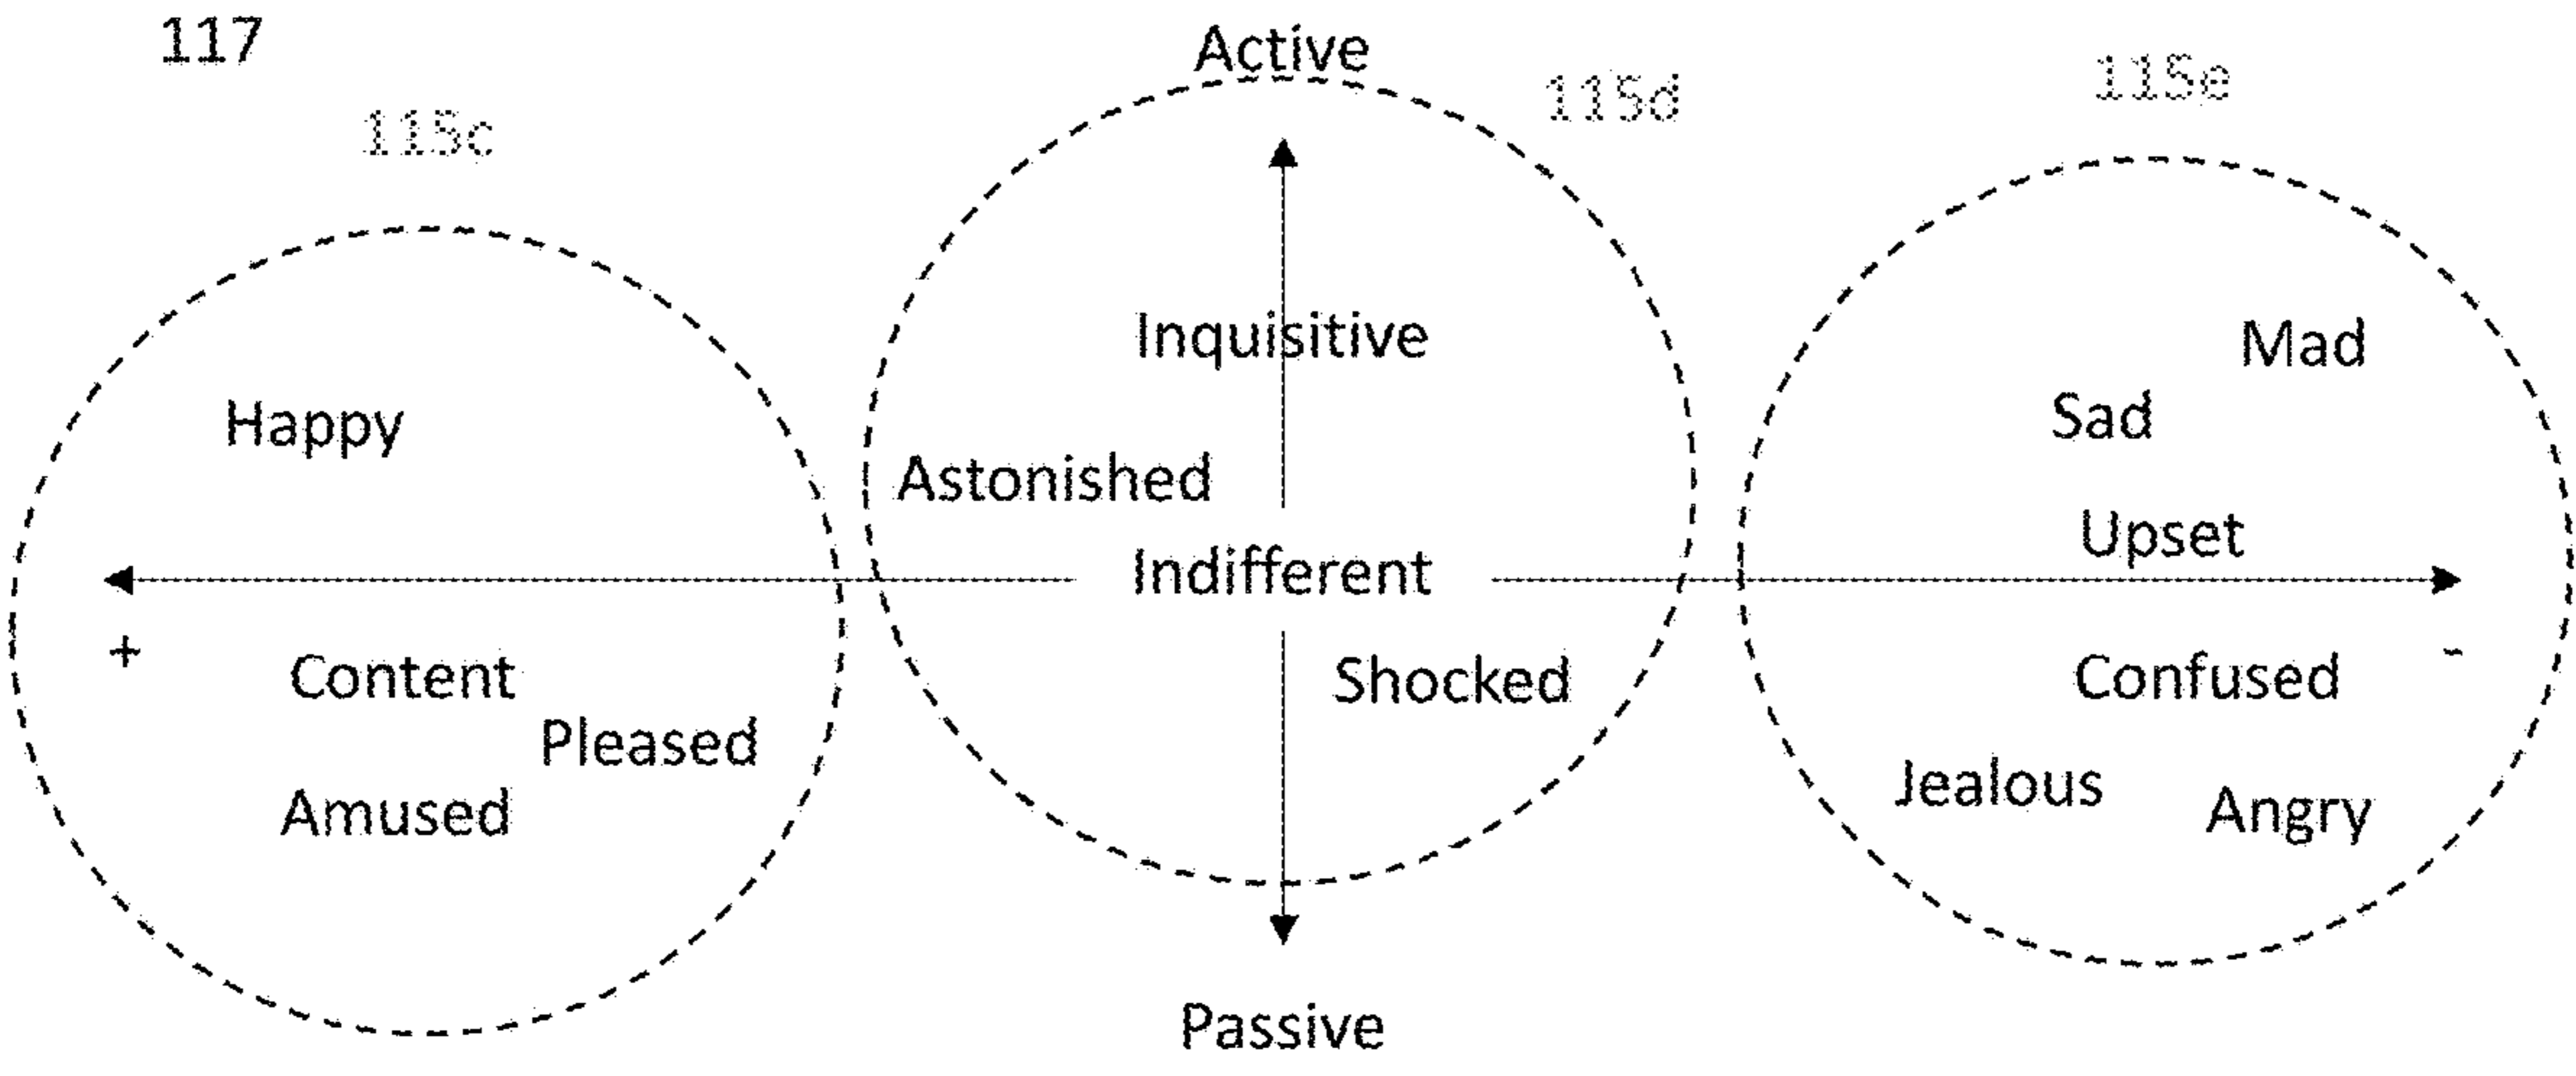 117
Active
115c
115d
115e
Inquisitive
Mad
Happy
Sad
Astonished
Upset
Indifferent
+
-
Content
Shocked
Confused
Pleased
Jealous
Amused
Angry
Passive